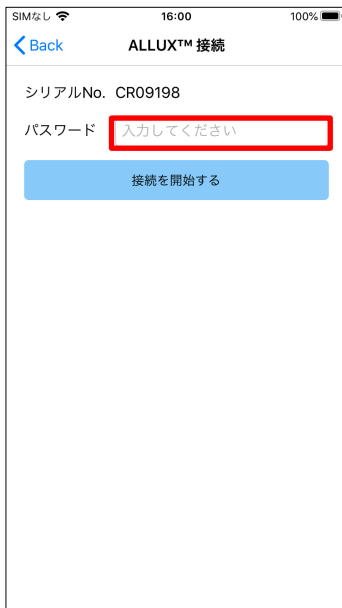 SIMなし 16:00 100%
Back ALLUX™ 接続
シリアルNo. CR09198
パスワード 入力してください
接続を開始する